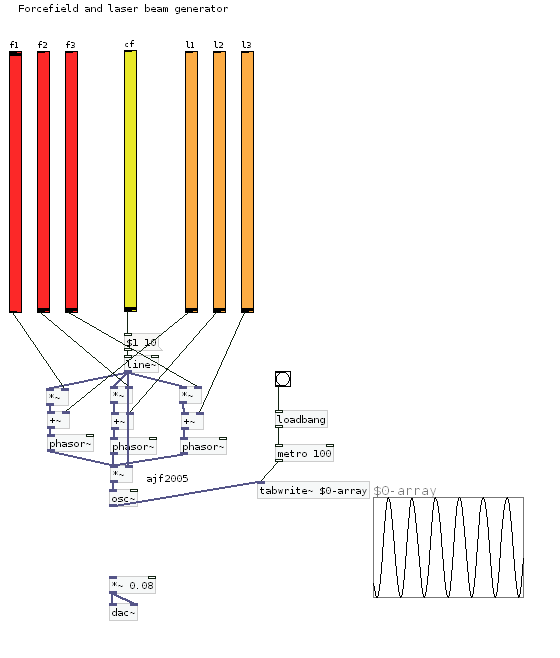 Forcefield and laser beam generator
f1 f2 f3 cf l1 l2 l3
$1 10
line~
*~ *~ *~
+~ +~ +~
phasor~ phasor~ phasor~
*~
ajf2005
osc~
loadbang
metro 100
tabwrite~ $0-array
$0-array
*~ 0.08
dac~